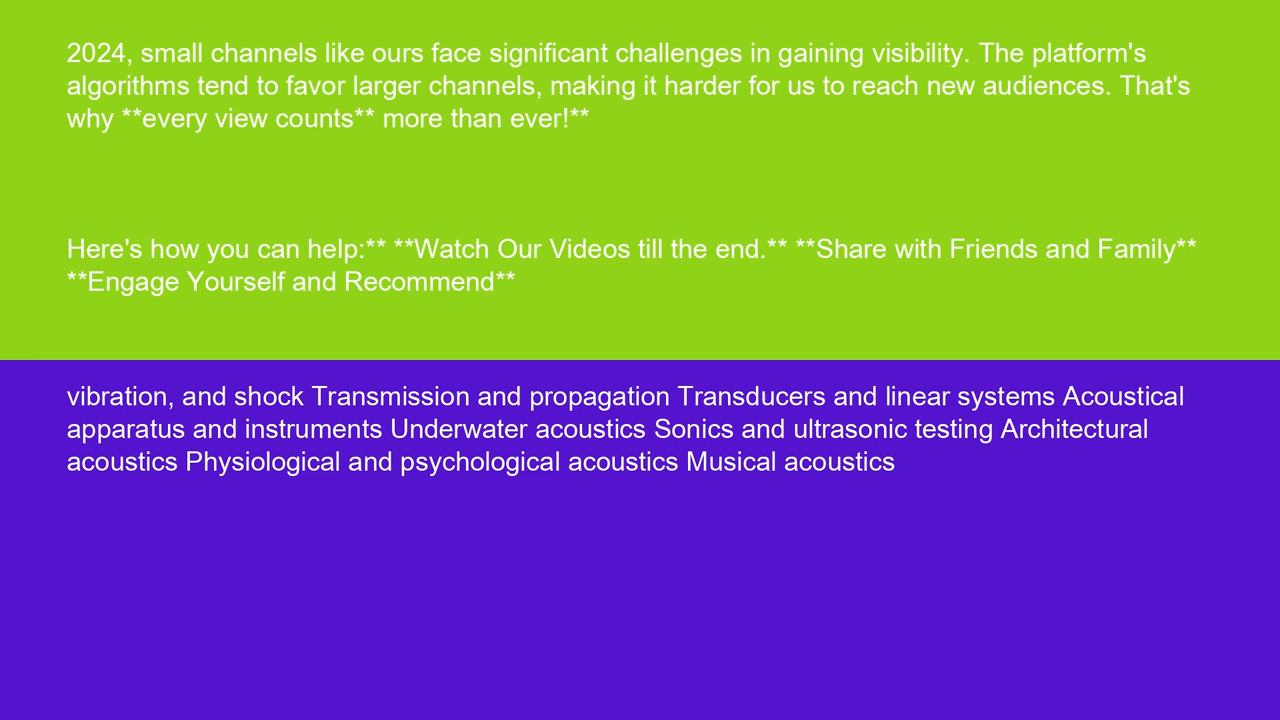 2024, small channels like ours face significant challenges in gaining visibility. The platform's
algorithms tend to favor larger channels, making it harder for us to reach new audiences. That's
why **every view counts** more than ever!**
Here's how you can help:** **Watch Our Videos till the end.** **Share with Friends and Family**
**Engage Yourself and Recommend**
vibration, and shock Transmission and propagation Transducers and linear systems Acoustical
apparatus and instruments Underwater acoustics Sonics and ultrasonic testing Architectural
acoustics Physiological and psychological acoustics Musical acoustics